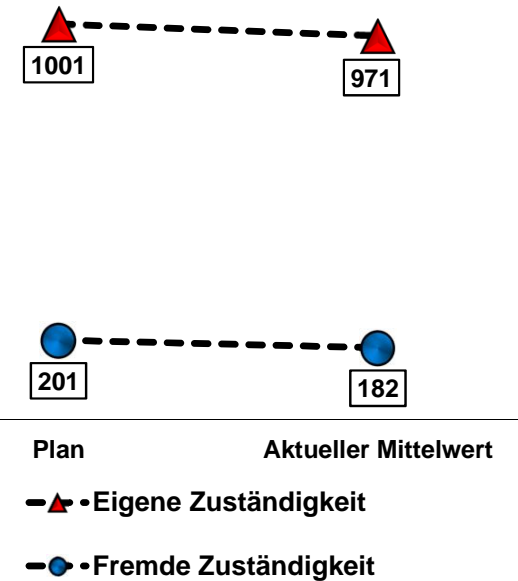 1001
971
201
182
Plan Aktueller Mittelwert
Eigene Zuständigkeit
Fremde Zuständigkeit